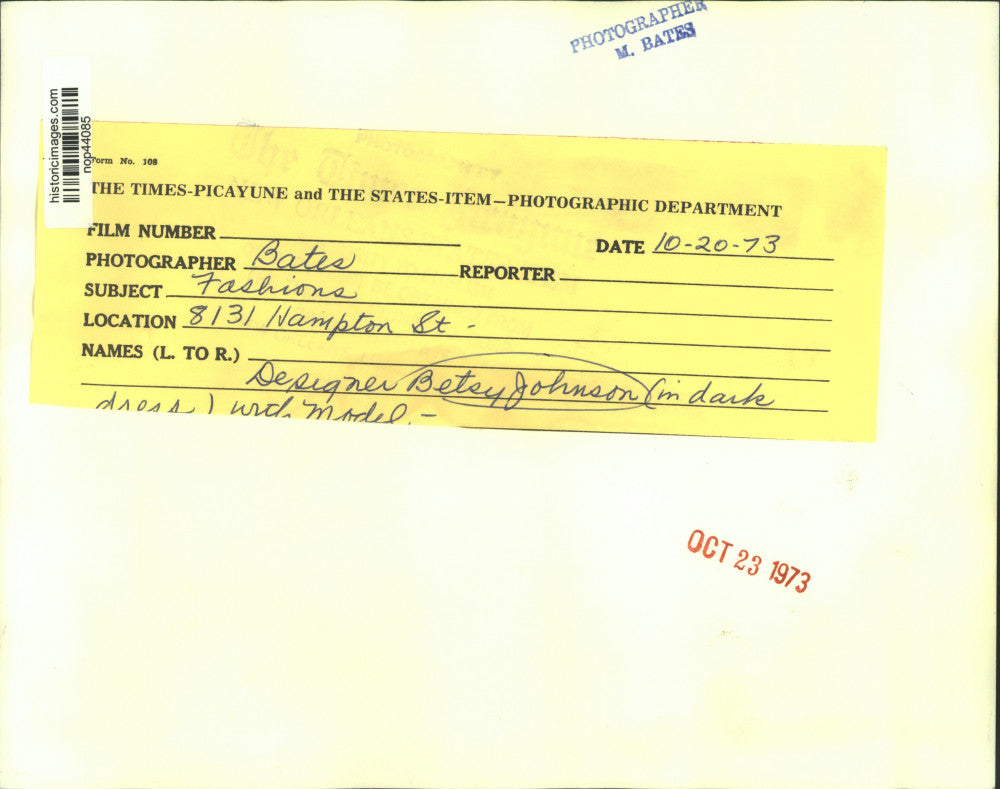 PHOTOGRAPHER
M. BATES
historicimages.com
nop44085
Form No. 108
THE TIMES-PICAYUNE and THE STATES-ITEM—PHOTOGRAPHIC DEPARTMENT
FILM NUMBER
DATE 10-20-73
PHOTOGRAPHER Bates REPORTER
SUBJECT Fashions
LOCATION 8131 Hampton St -
NAMES (L. TO R.)
Designer Betsy Johnson (in dark
dress) with Model. -
OCT 23 1973